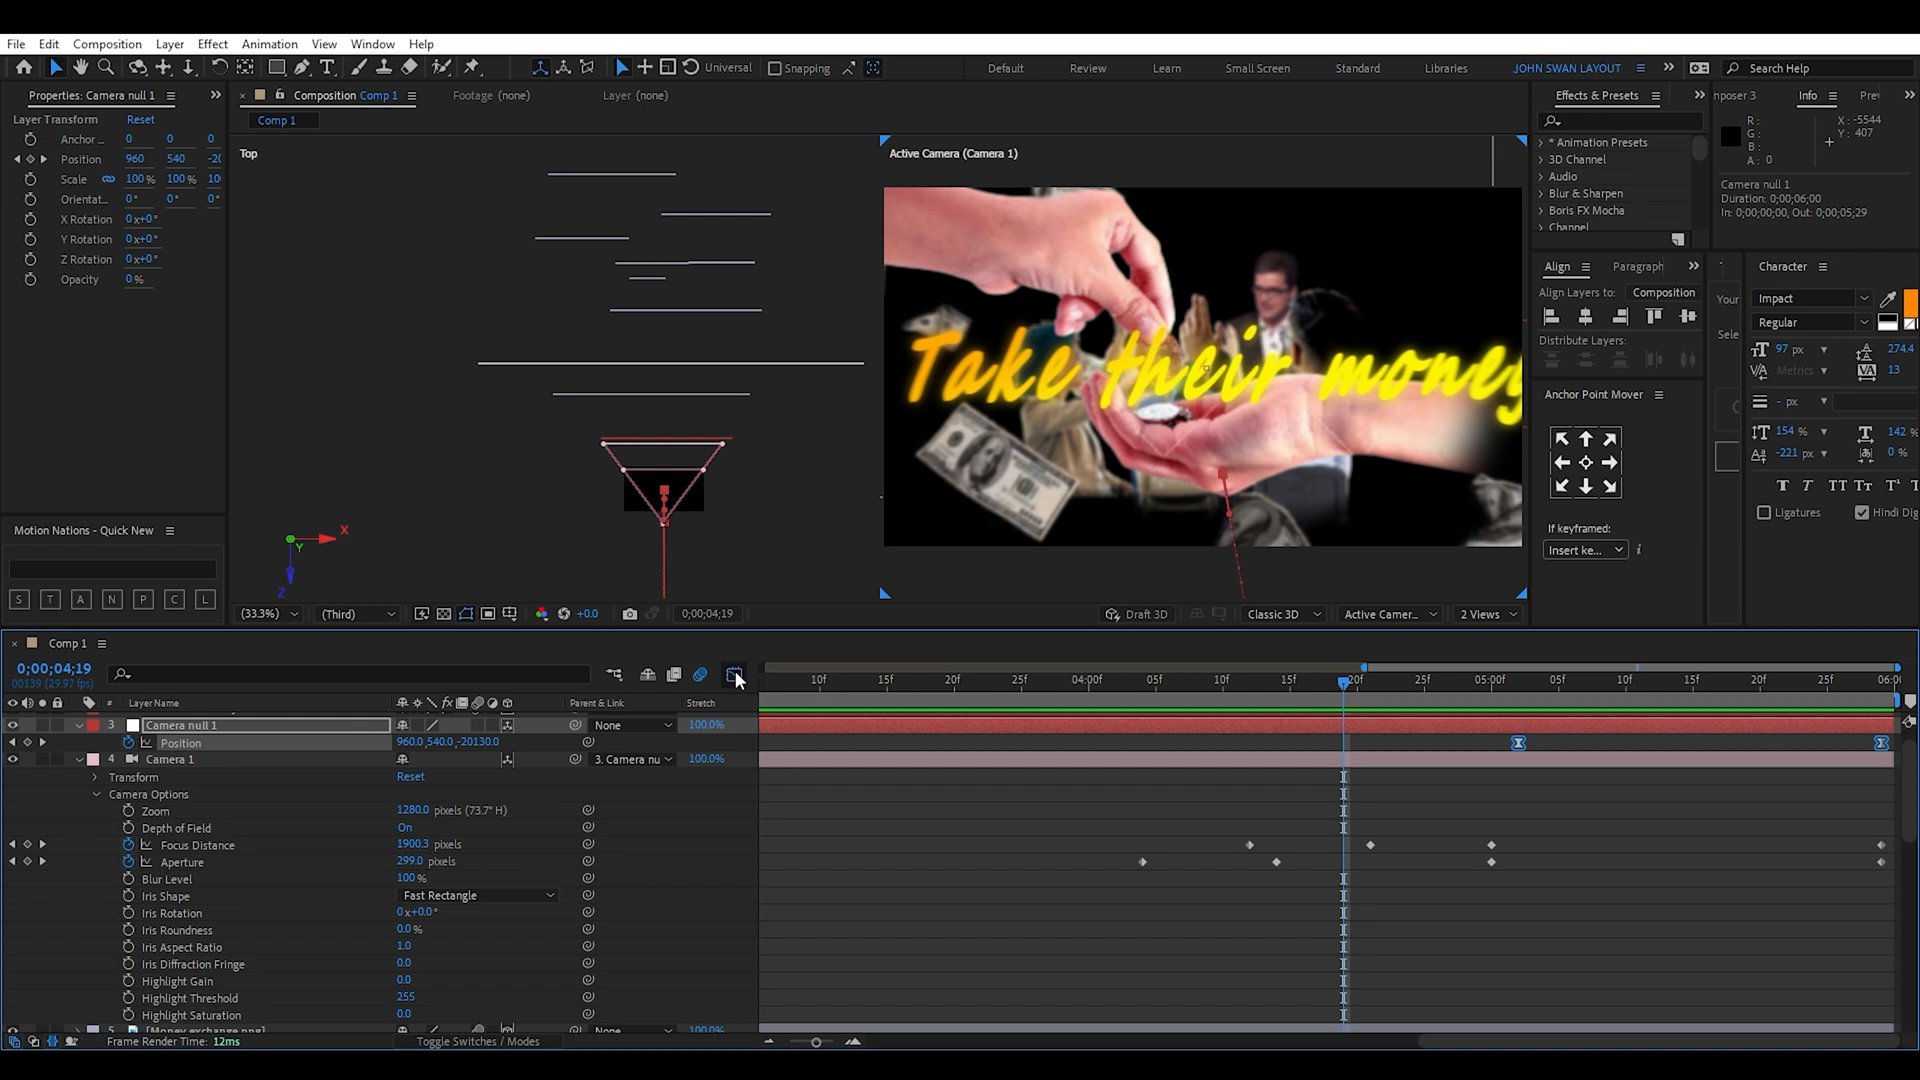 File Edit Composition Layer Effect Animation View Window Help
Universal Snapping Default Review Learn Small Screen Standard Libraries JOHN SWAN LAYOUT Search Help
Properties: Camera null 1
Layer Transform Reset
Anchor ... 0 0 0
Position 960 540 -20
Scale 100 % 100 % 10
Orientat... 0° 0° 0°
X Rotation 0x+0°
Y Rotation 0x+0°
Z Rotation 0x+0°
Opacity 0 %
Motion Nations - Quick New
S T A N P C L
Composition Comp 1 Footage (none) Layer (none)
Comp 1
Top
X
Y
Z
Active Camera (Camera 1)
Take their money
(33.3%) (Third) +0.0 0;00;04;19 Draft 3D Classic 3D Active Camer... 2 Views
Effects & Presets
* Animation Presets
3D Channel
Audio
Blur & Sharpen
Boris FX Mocha
Channel
nposer 3 Info Prev
R : X : -5544
G : Y : 407
B :
A : 0
Camera null 1
Duration: 0;00;06;00
In: 0;00;00;00, Out: 0;00;05;29
Align Paragraph
Align Layers to: Composition
Distribute Layers:
Anchor Point Mover
If keyframed:
Insert ke... i
Your
Sele
Character
Impact
Regular
97 px 274.4
Metrics 13
- px
154 % 142 %
-221 px 0 %
Ligatures Hindi Dig
Comp 1
0;00;04;19
00139 (29.97 fps)
10f 15f 20f 25f 04:00f 05f 10f 15f 20f 25f 05:00f 05f 10f 15f 20f 25f 06:00
# Layer Name Parent & Link Stretch
3 Camera null 1 None 100.0%
Position 960.0,540.0,-20130.0
4 Camera 1 3. Camera nu 100.0%
Transform Reset
Camera Options
Zoom 1280.0 pixels (73.7° H)
Depth of Field On
Focus Distance 1900.3 pixels
Aperture 299.0 pixels
Blur Level 100 %
Iris Shape Fast Rectangle
Iris Rotation 0x+0.0°
Iris Roundness 0.0 %
Iris Aspect Ratio 1.0
Iris Diffraction Fringe 0.0
Highlight Gain 0.0
Highlight Threshold 255
Highlight Saturation 0.0
5 [Money exchange.png] None 100.0%
Frame Render Time: 12ms Toggle Switches / Modes